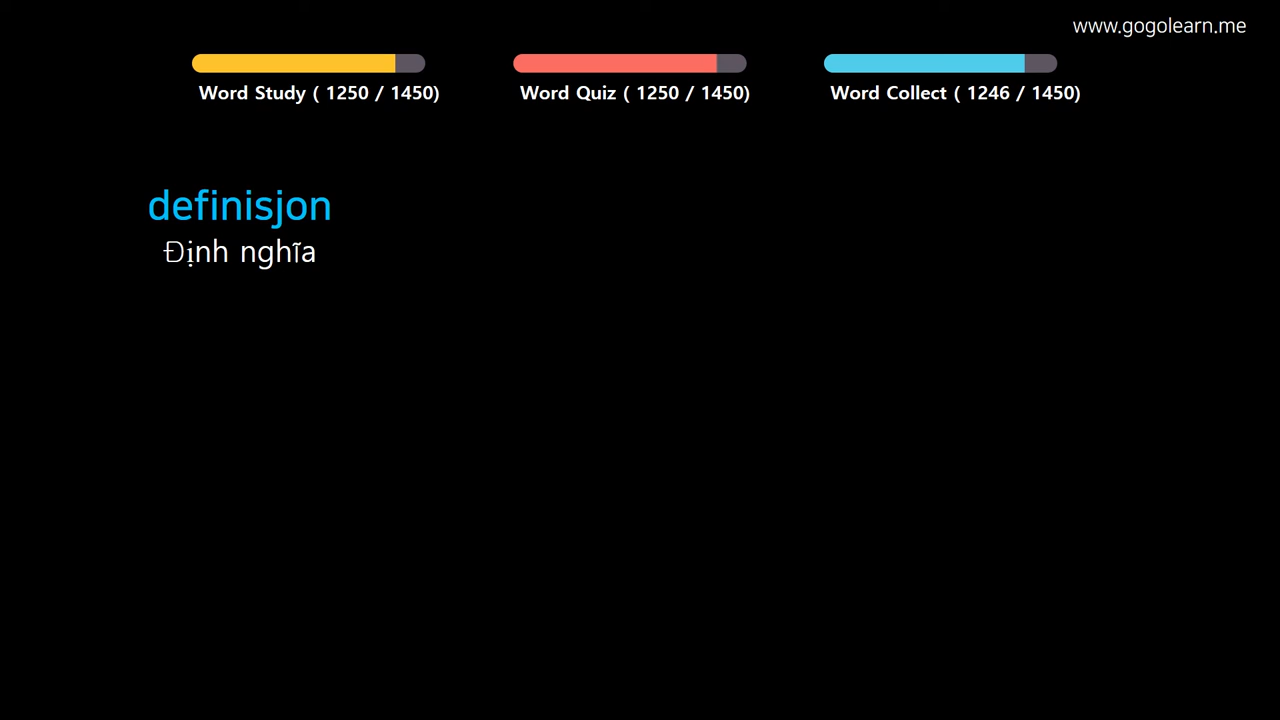 www.gogolearn.me
Word Study ( 1250 / 1450)
Word Quiz ( 1250 / 1450)
Word Collect ( 1246 / 1450)
definisjon
Định nghĩa